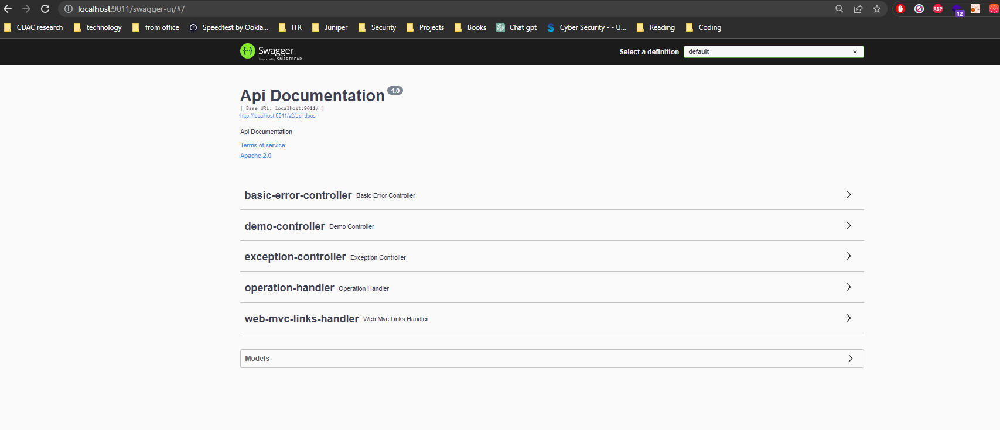 localhost:9011/swagger-ui/#/
ABP
12
CDAC research technology from office Speedtest by Ookla... ITR Juniper Security Projects Books Chat gpt Cyber Security - - U... Reading Coding
Swagger
Supported by SMARTBEAR
Select a definition default
Api Documentation 1.0
[ Base URL: localhost:9011/ ]
http://localhost:9011/v2/api-docs
Api Documentation
Terms of service
Apache 2.0
basic-error-controller Basic Error Controller
demo-controller Demo Controller
exception-controller Exception Controller
operation-handler Operation Handler
web-mvc-links-handler Web Mvc Links Handler
Models